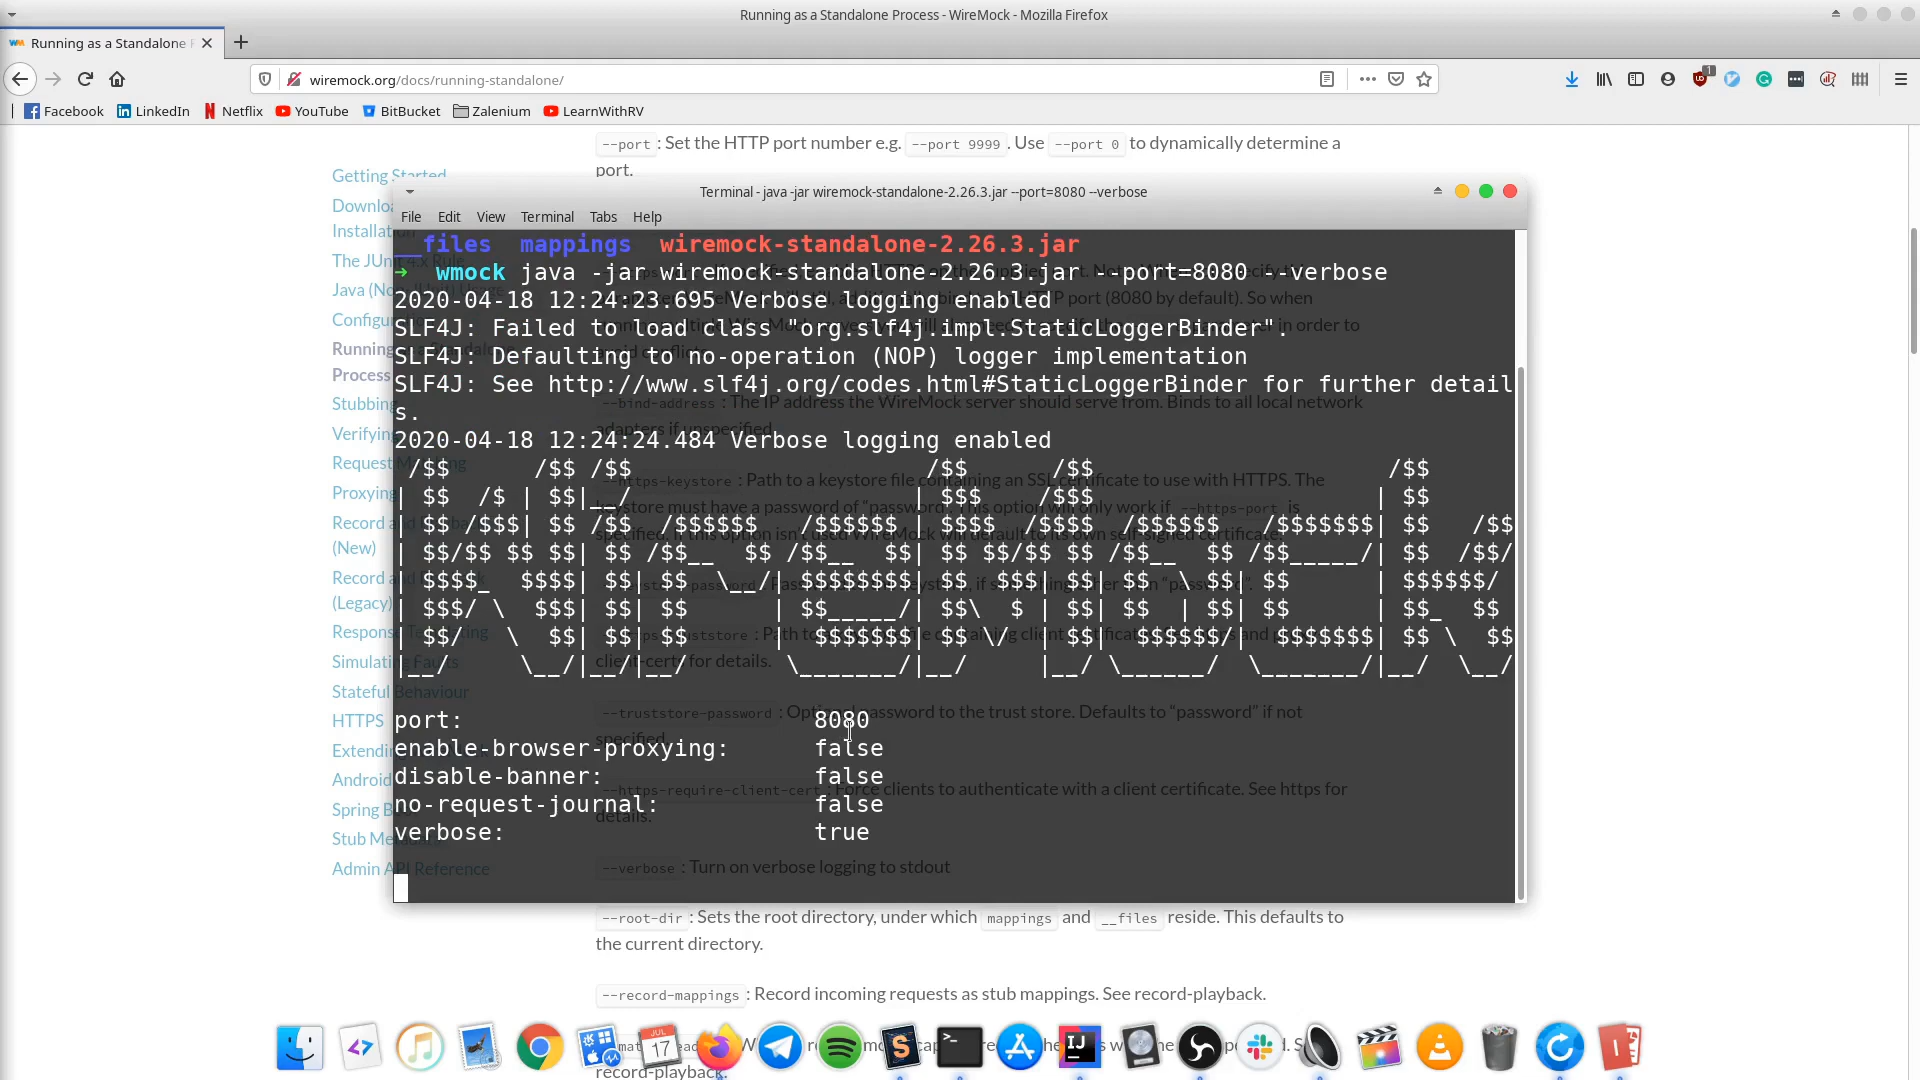 Running as a Standalone Process - WireMock - Mozilla Firefox
Running as a Standalone
wiremock.org/docs/running-standalone/
Facebook LinkedIn Netflix YouTube BitBucket Zalenium LearnWithRV
--port : Set the HTTP port number e.g. --port 9999 . Use --port 0 to dynamically determine a
port.
Getting Started
Terminal - java -jar wiremock-standalone-2.26.3.jar --port=8080 --verbose
File Edit View Terminal Tabs Help
__files mappings wiremock-standalone-2.26.3.jar
→ wmock java -jar wiremock-standalone-2.26.3.jar --port=8080 --verbose
2020-04-18 12:24:23.695 Verbose logging enabled
SLF4J: Failed to load class "org.slf4j.impl.StaticLoggerBinder".
SLF4J: Defaulting to no-operation (NOP) logger implementation
SLF4J: See http://www.slf4j.org/codes.html#StaticLoggerBinder for further detail
s.
2020-04-18 12:24:24.484 Verbose logging enabled
port: 8080
enable-browser-proxying: false
disable-banner: false
no-request-journal: false
verbose: true
Installation
The JUnit 4.x Rule
Process
Stubbing
Verifying
Request Matching
Proxying
Record and
(New)
Record and
(Legacy)
Response Templating
Simulating Faults
Stateful Behaviour
HTTPS
Extending
Android
Spring Bo
Stub Metadata
Admin API Reference
--bind-address : The IP address the WireMock server should serve from. Binds to all local network
adapters if unspecified.
--https-keystore : Path to a keystore file containing an SSL certificate to use with HTTPS. The
keystore must have a password of "password". This option will only work if --https-port is
specified. If this option isn't used WireMock will default to its own self-signed certificate.
client-cert for details.
--truststore-password : Optional password to the trust store. Defaults to "password" if not
specified.
--https-require-client-cert : Force clients to authenticate with a client certificate. See https for
details.
--verbose : Turn on verbose logging to stdout
--root-dir : Sets the root directory, under which mappings and __files reside. This defaults to
the current directory.
--record-mappings : Record incoming requests as stub mappings. See record-playback.
JUL
17
record-playback.